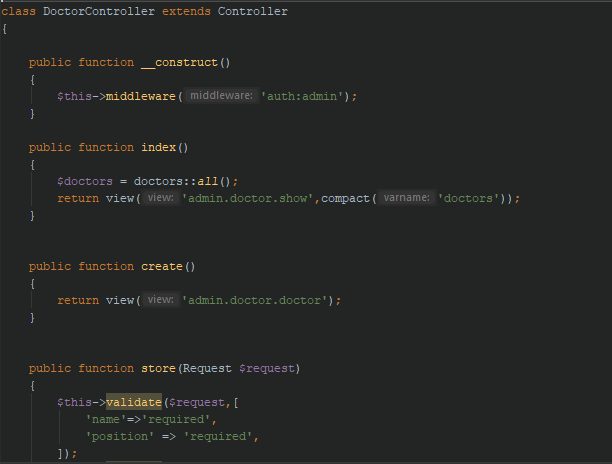 class DoctorController extends Controller
{
public function __construct()
{
$this->middleware( middleware: 'auth:admin');
}
public function index()
{
$doctors = doctors::all();
return view( view: 'admin.doctor.show',compact( varname: 'doctors'));
}
public function create()
{
return view( view: 'admin.doctor.doctor');
}
public function store(Request $request)
{
$this->validate($request,[
'name'=>'required',
'position' => 'required',
]);